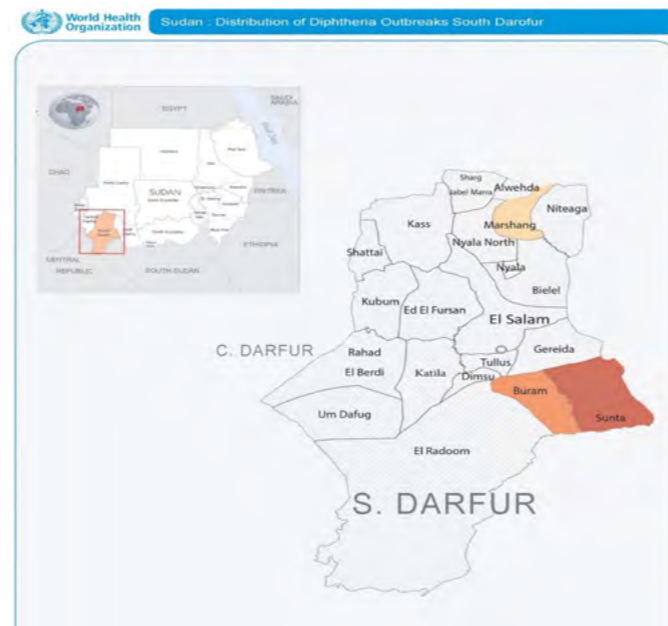 World Health
Organization
Sudan : Distribution of Diphtheria Outbreaks South Darofur
EGYPT
SAUDI
ARABIA
Red Sea
CHAD
SUDAN
ERITREA
ETHIOPIA
CENTRAL
REPUBLIC
SOUTH SUDAN
Sharg
Jabel Marra
Alwehda
Niteaga
Kass
Marshang
Nyala North
Shattai
Nyala
Bielel
Kubum
Ed El Fursan
El Salam
C. DARFUR
Rahad
El Berdi
Katila
Tullus
Gereida
Dimsu
Buram
Sunta
Um Dafug
El Radoom
S. DARFUR